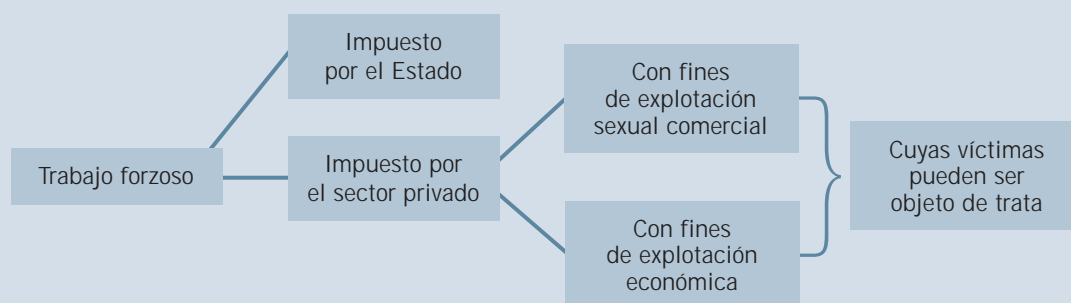 Trabajo forzoso
Impuesto
por el Estado
Impuesto por
el sector privado
Con fines
de explotación
sexual comercial
Con fines
de explotación
económica
Cuyas víctimas
pueden ser
objeto de trata